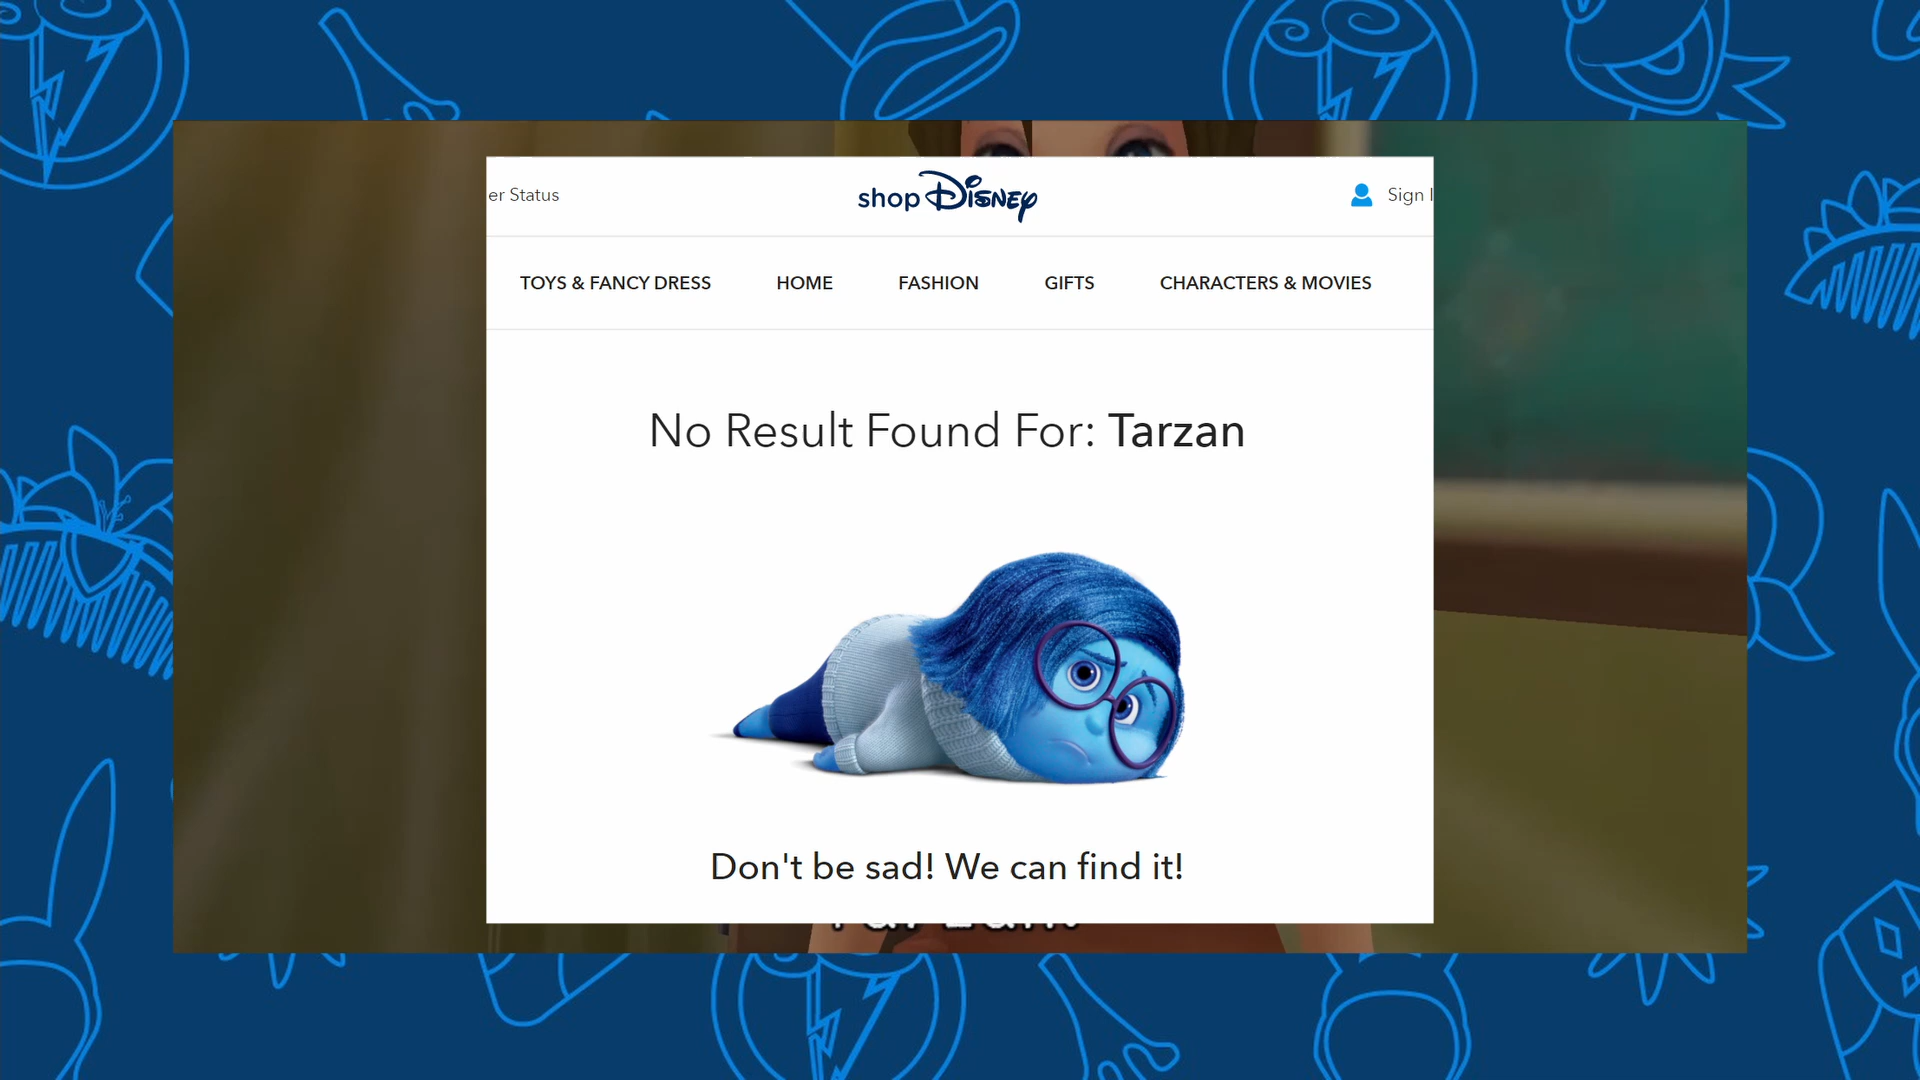 er Status
shop Disney
Sign I
TOYS & FANCY DRESS
HOME
FASHION
GIFTS
CHARACTERS & MOVIES
No Result Found For: Tarzan
Don't be sad! We can find it!